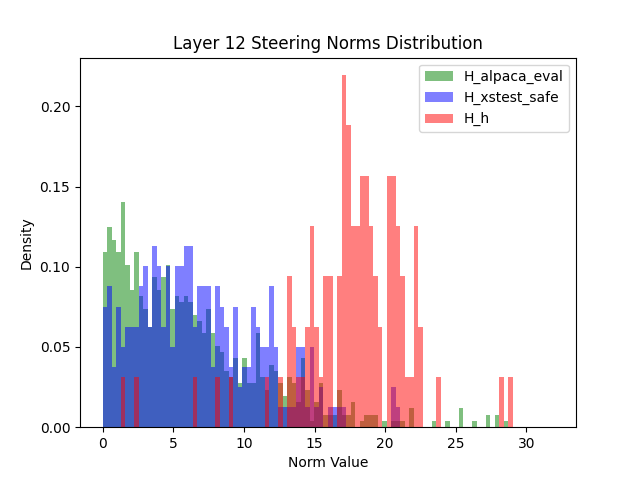 Layer 12 Steering Norms Distribution
H_alpaca_eval
H_xstest_safe
H_h
0.20
0.15
0.10
0.05
0.00
Density
0 5 10 15 20 25 30
Norm Value